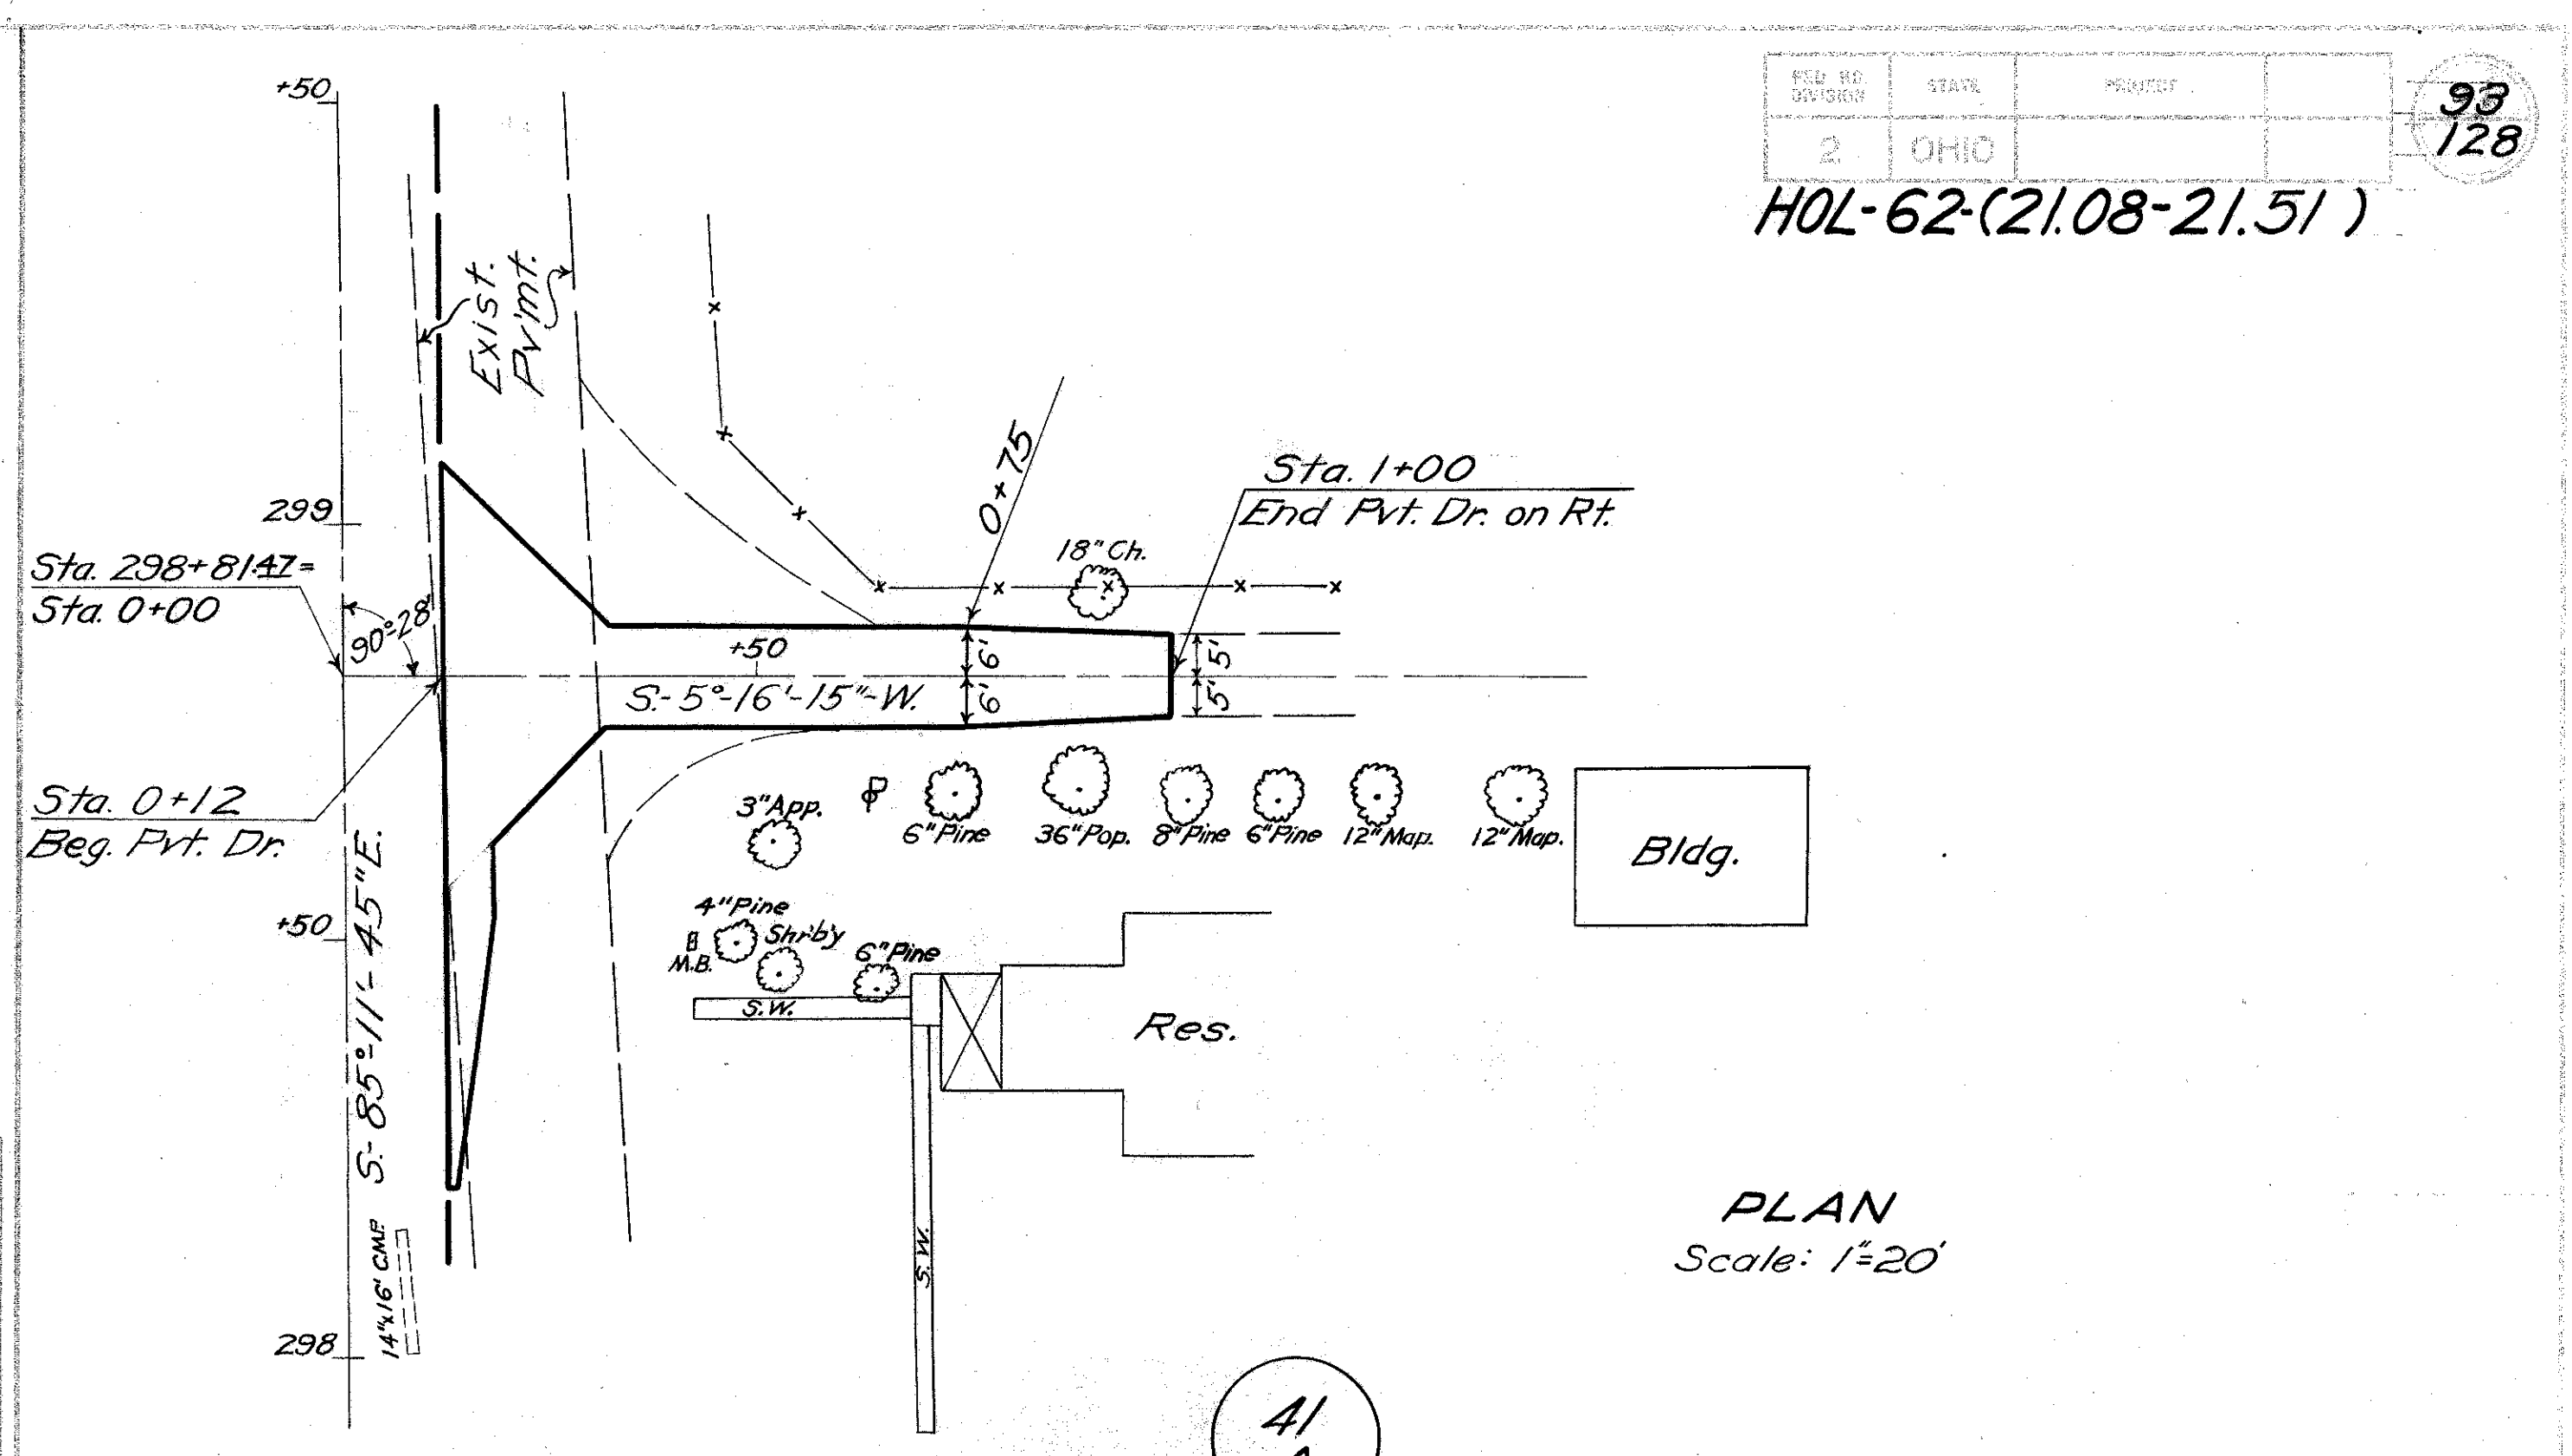 FED RD. DIVISION
STATE
PROJECT
2
OHIO
93
128
HOL-62-(21.08-21.51)
+50
Exist.
Pv'mt.
299
0+75
Sta. 1+00
End Pvt. Dr. on Rt.
18" Ch.
Sta. 298+81.47=
Sta. 0+00
90°-28'
+50
6'
6'
5'
5'
S.-5°-16'-15"-W.
Sta. 0+12
Beg. Pvt. Dr.
3"App.
6"Pine
36"Pop.
8"Pine
6"Pine
12"Map.
12"Map.
Bldg.
S.-85°-11'-45"E.
+50
4"Pine
Shrb'y
6"Pine
M.B.
S.W.
Res.
S.W.
14"x16' C.M.P.
298
PLAN
Scale: 1"=20'
41